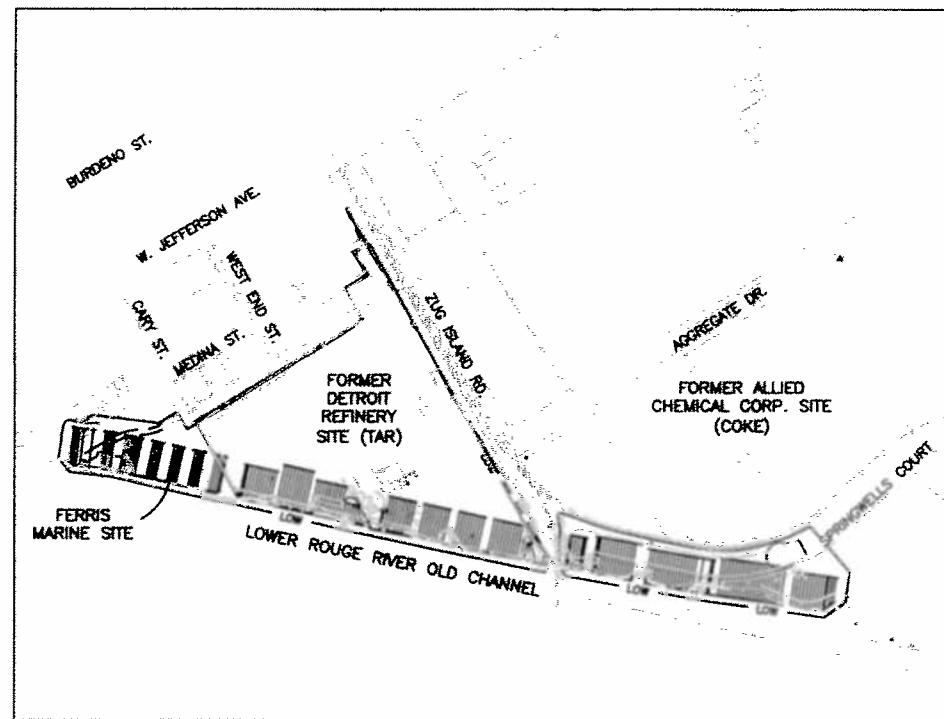 BURDENO ST.
W. JEFFERSON AVE.
WEST END ST.
CARY ST.
MEDINA ST.
ZUG ISLAND RD.
AGGREGATE DR.
FORMER
DETROIT
REFINERY
SITE (TAR)
FORMER ALLIED
CHEMICAL CORP. SITE
(COKE)
SPRINGWELLS COURT
FERRIS
MARINE SITE
LOW
LOWER ROUGE RIVER OLD CHANNEL
LOW
LOW